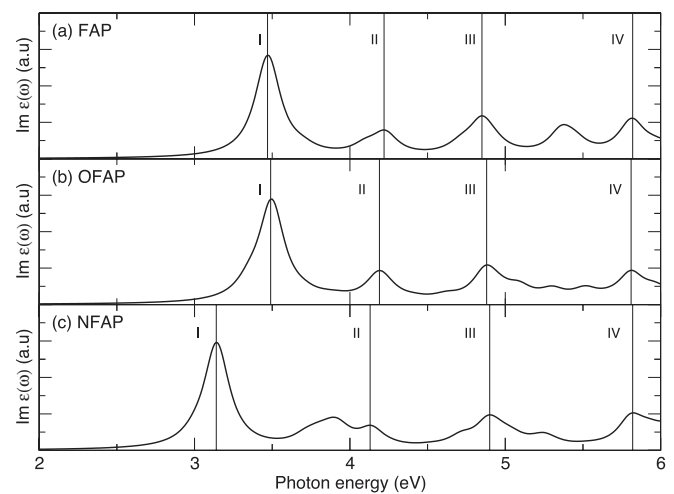 (a) FAP
I
II
III
IV
Im ε(ω) (a.u)
(b) OFAP
I
II
III
IV
Im ε(ω) (a.u)
(c) NFAP
I
II
III
IV
Im ε(ω) (a.u)
2
3
4
5
6
Photon energy (eV)